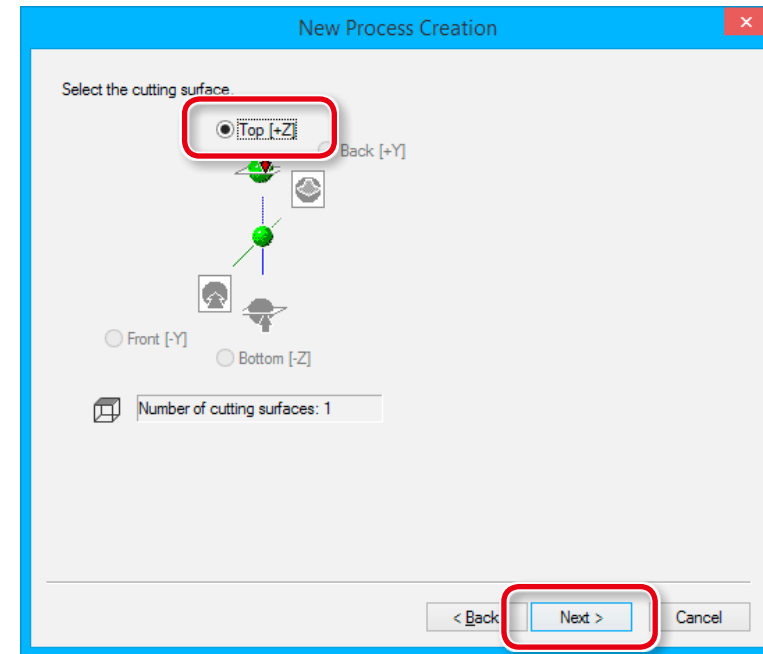 New Process Creation
Select the cutting surface.
Top [+Z]
Back [+Y]
Front [-Y]
Bottom [-Z]
Number of cutting surfaces: 1
< Back
Next >
Cancel